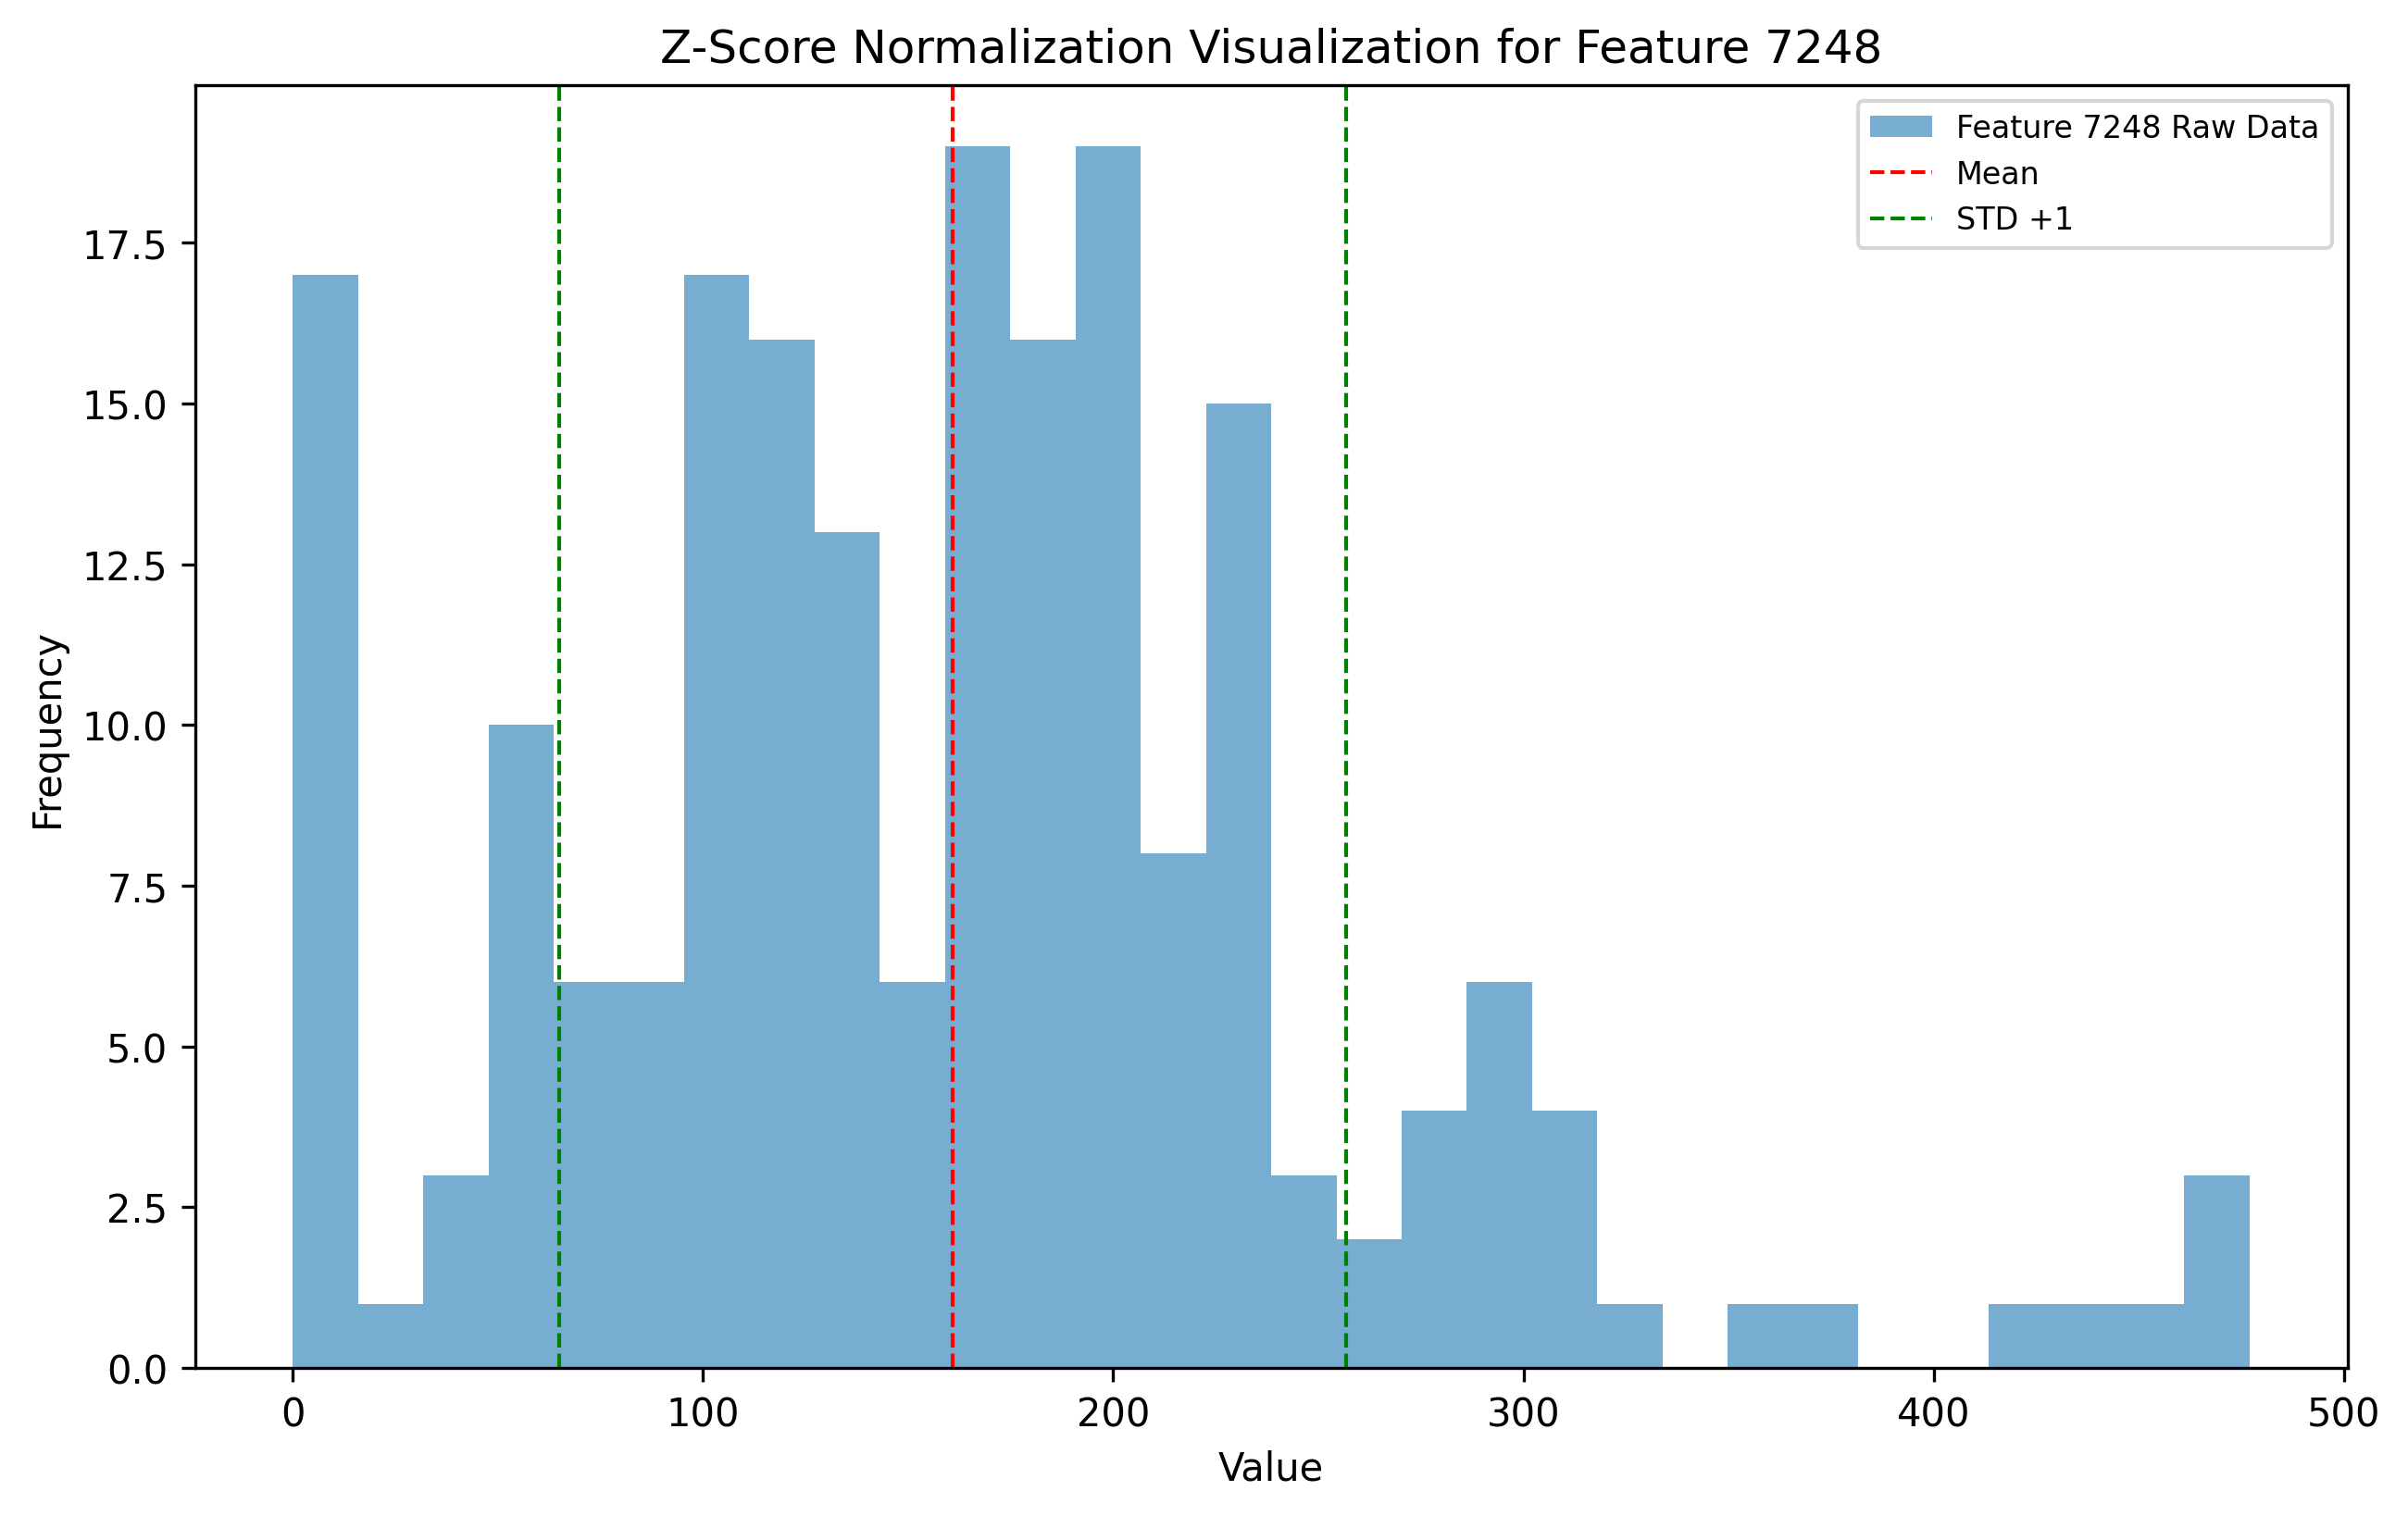 Z-Score Normalization Visualization for Feature 7248
Feature 7248 Raw Data
Mean
STD +1
Frequency
17.5
15.0
12.5
10.0
7.5
5.0
2.5
0.0
0 100 200 300 400 500
Value